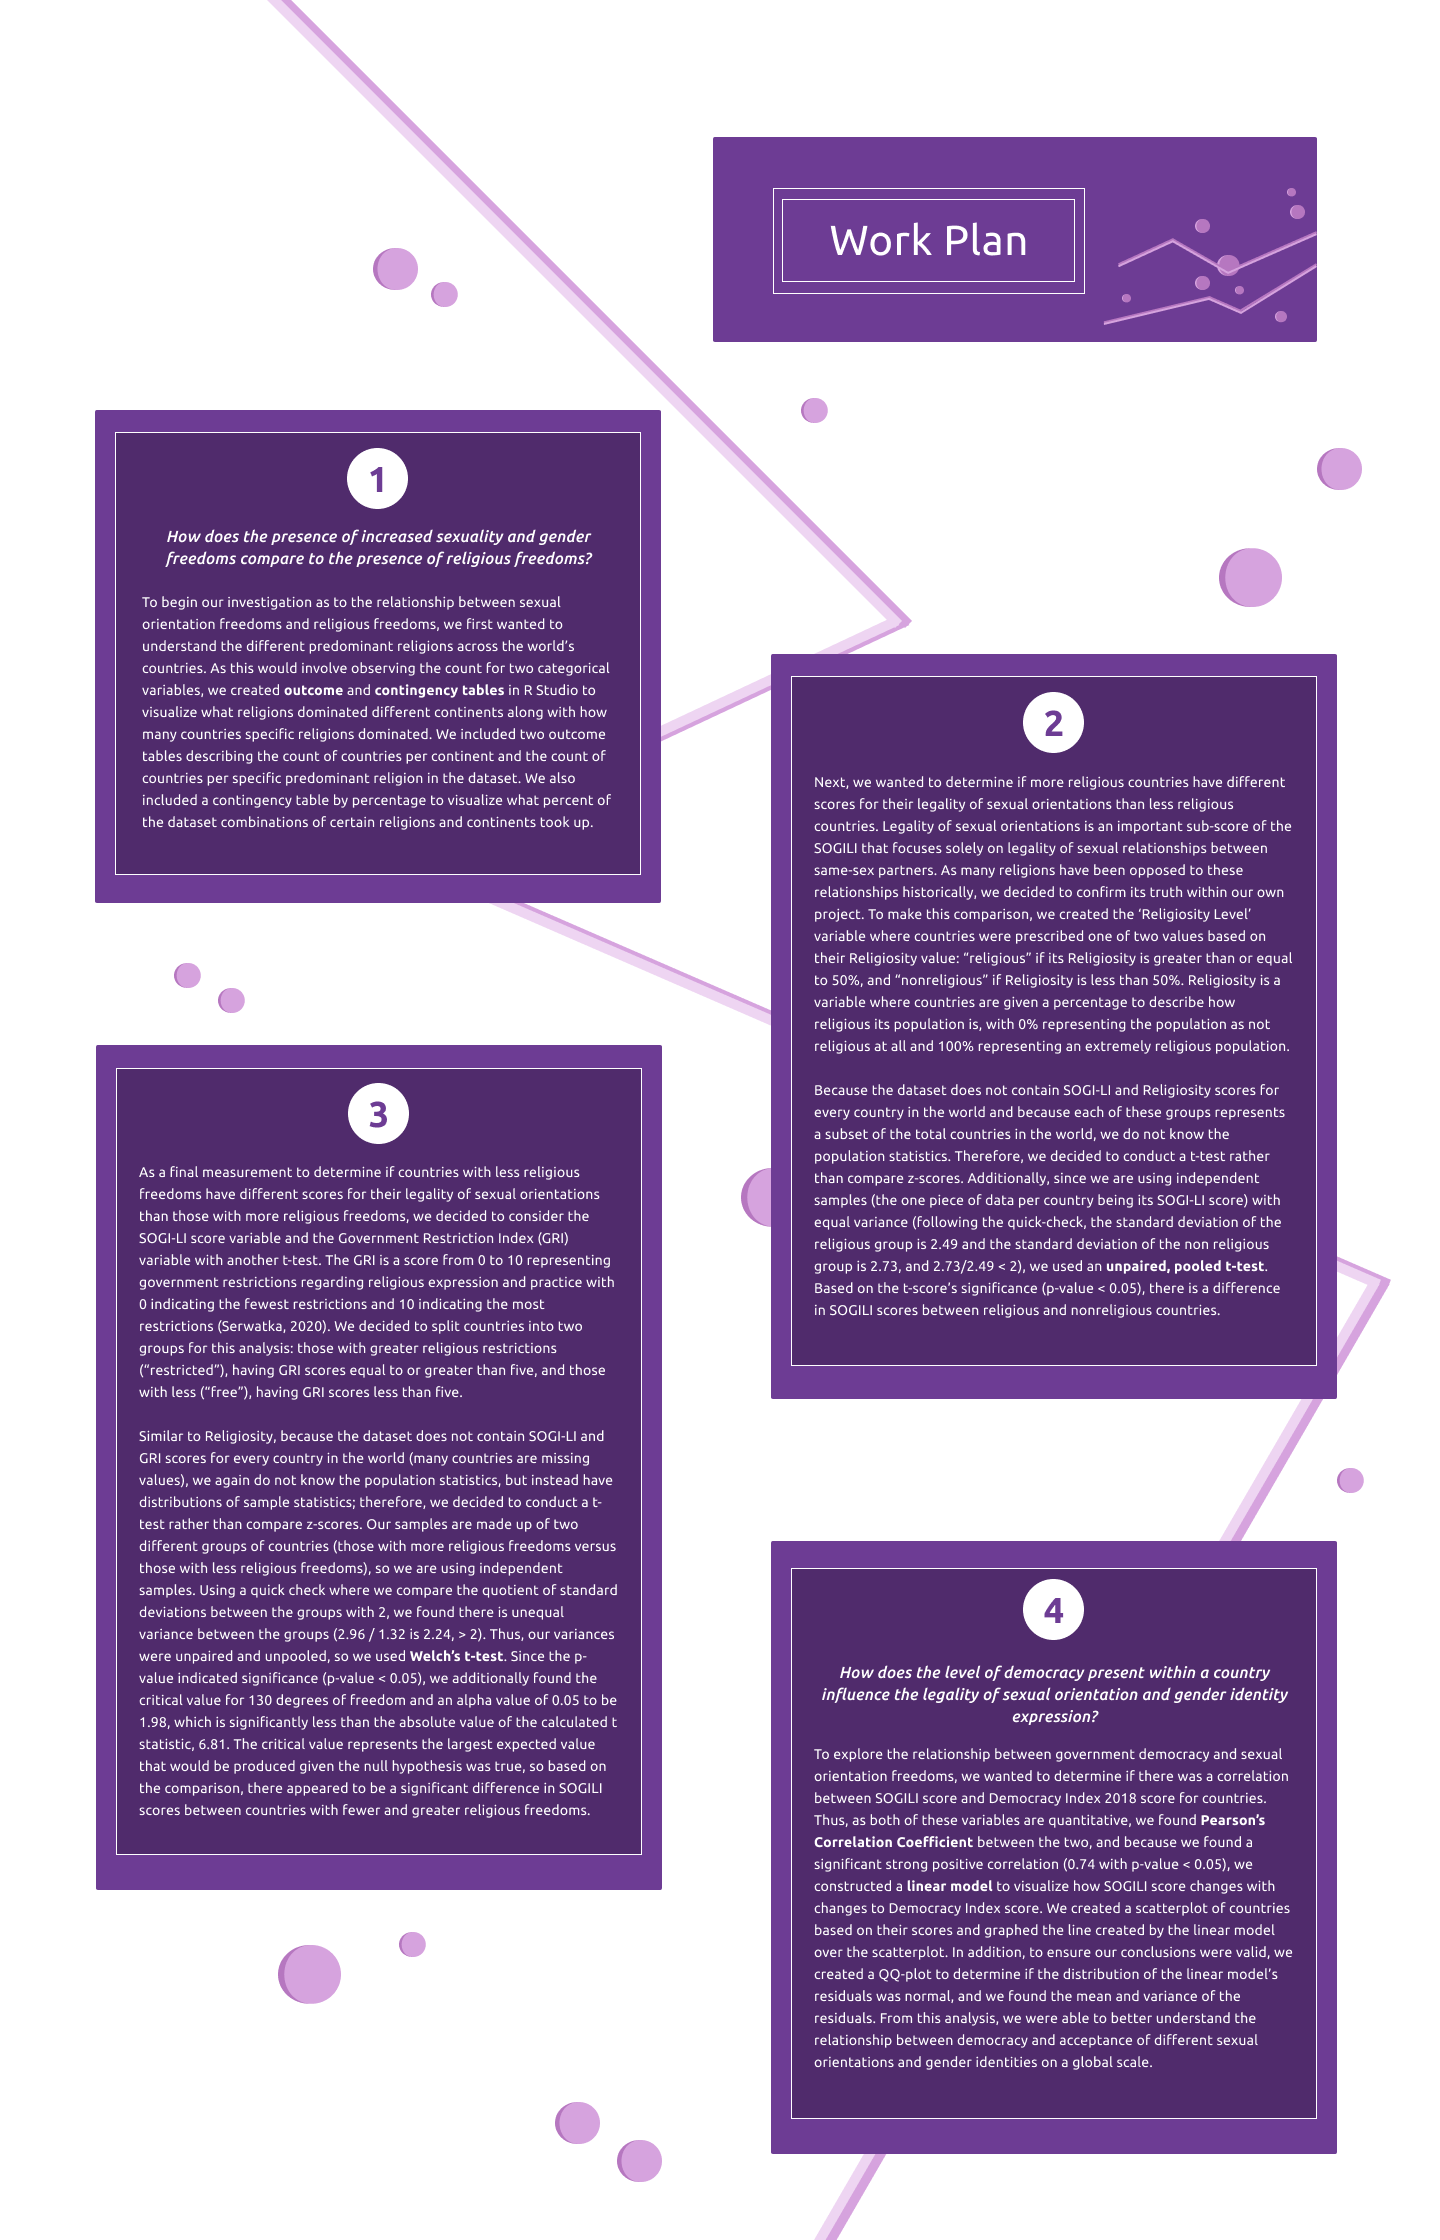 Work Plan
1
How does the presence of increased sexuality and gender
freedoms compare to the presence of religious freedoms?
To begin our investigation as to the relationship between sexual
orientation freedoms and religious freedoms, we first wanted to
understand the different predominant religions across the world’s
countries. As this would involve observing the count for two categorical
variables, we created outcome and contingency tables in R Studio to
visualize what religions dominated different continents along with how
many countries specific religions dominated. We included two outcome
tables describing the count of countries per continent and the count of
countries per specific predominant religion in the dataset. We also
included a contingency table by percentage to visualize what percent of
the dataset combinations of certain religions and continents took up.
2
Next, we wanted to determine if more religious countries have different
scores for their legality of sexual orientations than less religious
countries. Legality of sexual orientations is an important sub-score of the
SOGILI that focuses solely on legality of sexual relationships between
same-sex partners. As many religions have been opposed to these
relationships historically, we decided to confirm its truth within our own
project. To make this comparison, we created the ‘Religiosity Level’
variable where countries were prescribed one of two values based on
their Religiosity value: “religious” if its Religiosity is greater than or equal
to 50%, and “nonreligious” if Religiosity is less than 50%. Religiosity is a
variable where countries are given a percentage to describe how
religious its population is, with 0% representing the population as not
religious at all and 100% representing an extremely religious population.
Because the dataset does not contain SOGI-LI and Religiosity scores for
every country in the world and because each of these groups represents
a subset of the total countries in the world, we do not know the
population statistics. Therefore, we decided to conduct a t-test rather
than compare z-scores. Additionally, since we are using independent
samples (the one piece of data per country being its SOGI-LI score) with
equal variance (following the quick-check, the standard deviation of the
religious group is 2.49 and the standard deviation of the non religious
group is 2.73, and 2.73/2.49 < 2), we used an unpaired, pooled t-test.
Based on the t-score’s significance (p-value < 0.05), there is a difference
in SOGILI scores between religious and nonreligious countries.
3
As a final measurement to determine if countries with less religious
freedoms have different scores for their legality of sexual orientations
than those with more religious freedoms, we decided to consider the
SOGI-LI score variable and the Government Restriction Index (GRI)
variable with another t-test. The GRI is a score from 0 to 10 representing
government restrictions regarding religious expression and practice with
0 indicating the fewest restrictions and 10 indicating the most
restrictions (Serwatka, 2020). We decided to split countries into two
groups for this analysis: those with greater religious restrictions
(“restricted”), having GRI scores equal to or greater than five, and those
with less (“free”), having GRI scores less than five.
Similar to Religiosity, because the dataset does not contain SOGI-LI and
GRI scores for every country in the world (many countries are missing
values), we again do not know the population statistics, but instead have
distributions of sample statistics; therefore, we decided to conduct a t-
test rather than compare z-scores. Our samples are made up of two
different groups of countries (those with more religious freedoms versus
those with less religious freedoms), so we are using independent
samples. Using a quick check where we compare the quotient of standard
deviations between the groups with 2, we found there is unequal
variance between the groups (2.96 / 1.32 is 2.24, > 2). Thus, our variances
were unpaired and unpooled, so we used Welch’s t-test. Since the p-
value indicated significance (p-value < 0.05), we additionally found the
critical value for 130 degrees of freedom and an alpha value of 0.05 to be
1.98, which is significantly less than the absolute value of the calculated t
statistic, 6.81. The critical value represents the largest expected value
that would be produced given the null hypothesis was true, so based on
the comparison, there appeared to be a significant difference in SOGILI
scores between countries with fewer and greater religious freedoms.
4
How does the level of democracy present within a country
influence the legality of sexual orientation and gender identity
expression?
To explore the relationship between government democracy and sexual
orientation freedoms, we wanted to determine if there was a correlation
between SOGILI score and Democracy Index 2018 score for countries.
Thus, as both of these variables are quantitative, we found Pearson’s
Correlation Coefficient between the two, and because we found a
significant strong positive correlation (0.74 with p-value < 0.05), we
constructed a linear model to visualize how SOGILI score changes with
changes to Democracy Index score. We created a scatterplot of countries
based on their scores and graphed the line created by the linear model
over the scatterplot. In addition, to ensure our conclusions were valid, we
created a QQ-plot to determine if the distribution of the linear model’s
residuals was normal, and we found the mean and variance of the
residuals. From this analysis, we were able to better understand the
relationship between democracy and acceptance of different sexual
orientations and gender identities on a global scale.